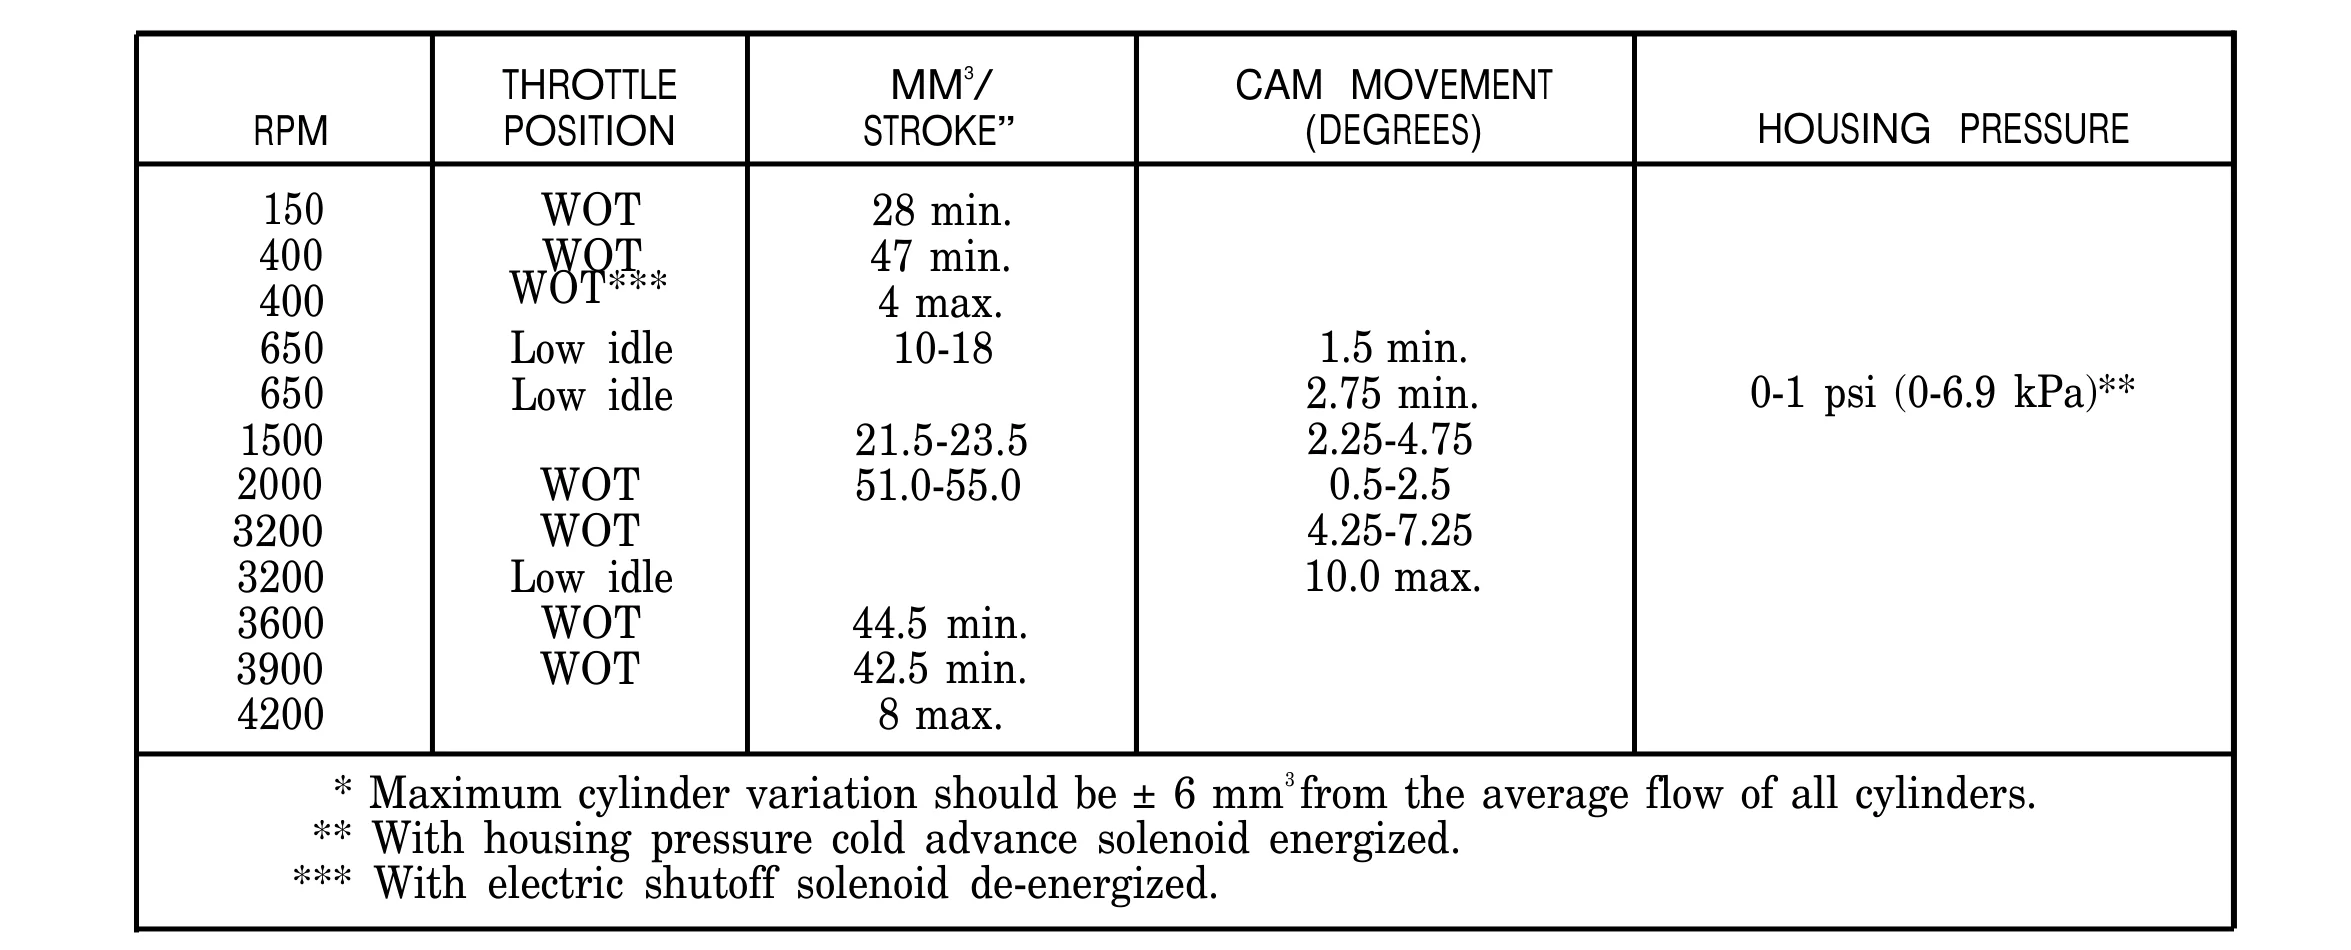 RPM THROTTLE POSITION MM³/ STROKE” CAM MOVEMENT (DEGREES) HOUSING PRESSURE
150 WOT 28 min.
400 WOT 47 min.
400 WOT*** 4 max.
650 Low idle 10-18 1.5 min.
650 Low idle 2.75 min. 0-1 psi (0-6.9 kPa)**
1500 21.5-23.5 2.25-4.75
2000 WOT 51.0-55.0 0.5-2.5
3200 WOT 4.25-7.25
3200 Low idle 10.0 max.
3600 WOT 44.5 min.
3900 WOT 42.5 min.
4200 8 max.
* Maximum cylinder variation should be ± 6 mm³ from the average flow of all cylinders.
** With housing pressure cold advance solenoid energized.
*** With electric shutoff solenoid de-energized.